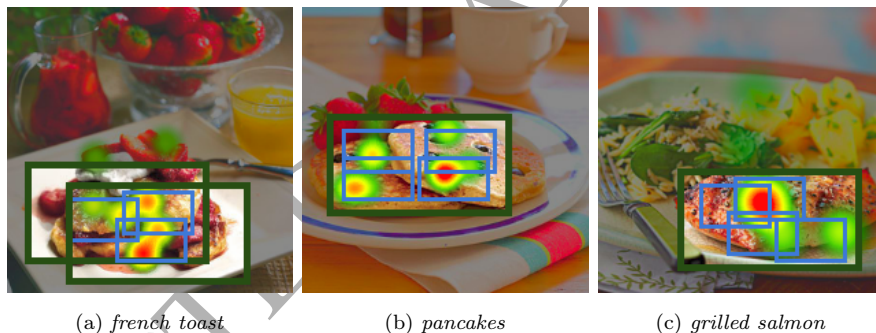 (a) french toast
(b) pancakes
(c) grilled salmon